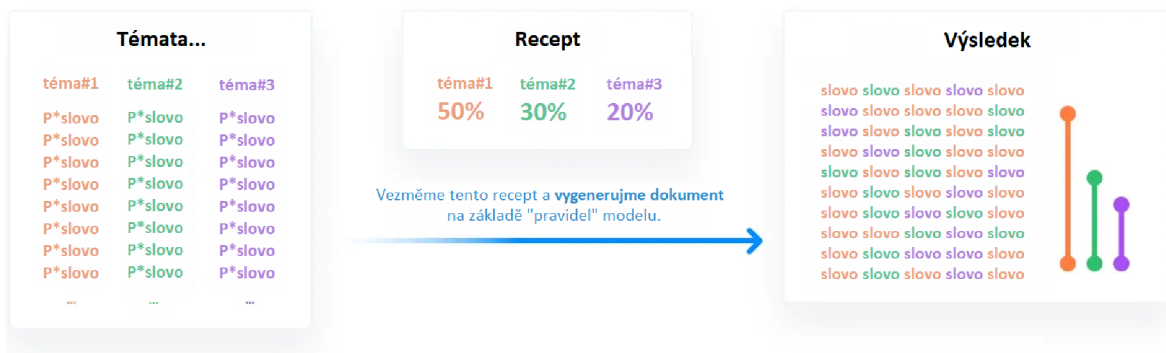 Témata...
téma#1 téma#2 téma#3
P*slovo P*slovo P*slovo
P*slovo P*slovo P*slovo
P*slovo P*slovo P*slovo
P*slovo P*slovo P*slovo
P*slovo P*slovo P*slovo
P*slovo P*slovo P*slovo
P*slovo P*slovo P*slovo
P*slovo P*slovo P*slovo
... ... ...
Recept
téma#1 téma#2 téma#3
50% 30% 20%
Vezměme tento recept a vygenerujme dokument
na základě "pravidel" modelu.
Výsledek
slovo slovo slovo slovo slovo
slovo slovo slovo slovo slovo
slovo slovo slovo slovo slovo
slovo slovo slovo slovo slovo
slovo slovo slovo slovo slovo
slovo slovo slovo slovo slovo
slovo slovo slovo slovo slovo
slovo slovo slovo slovo slovo
slovo slovo slovo slovo slovo
slovo slovo slovo slovo slovo